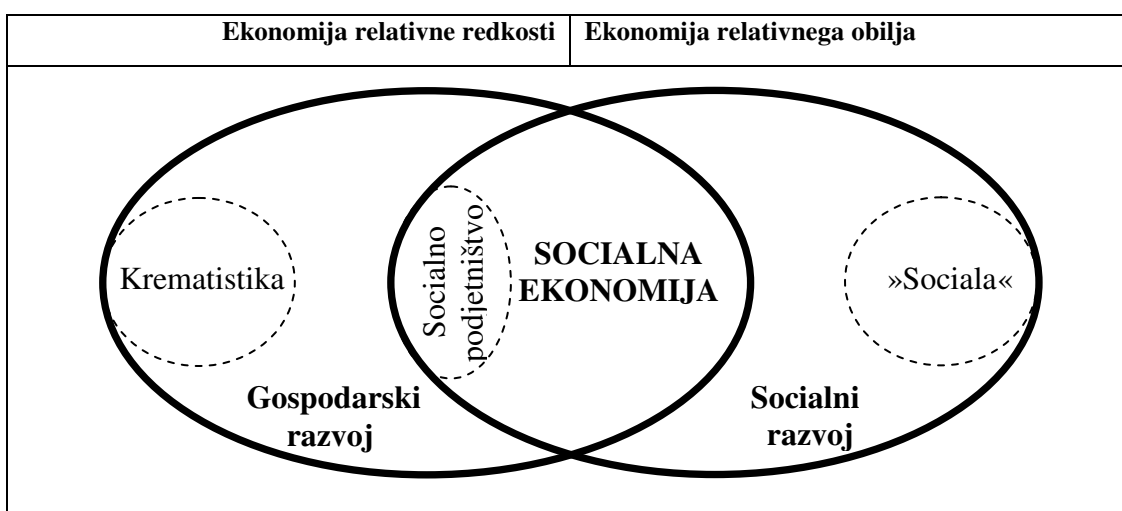 Ekonomija relativne redkosti
Ekonomija relativnega obilja
Krematistika
Socialno
podjetništvo
SOCIALNA
EKONOMIJA
»Sociala«
Gospodarski
razvoj
Socialni
razvoj